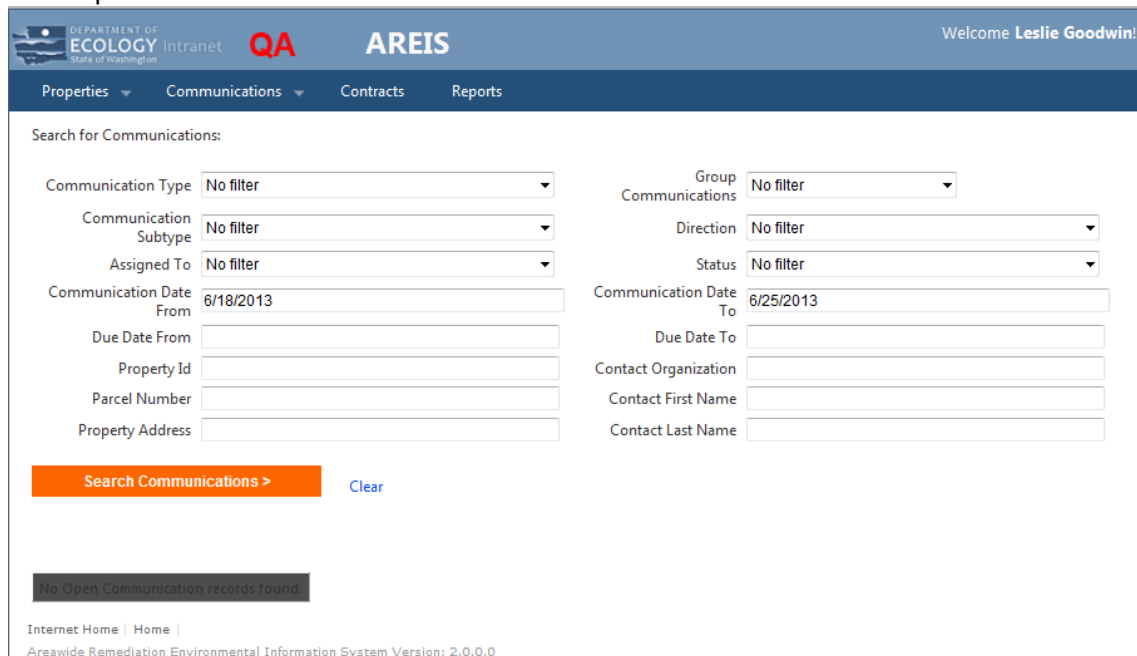 DEPARTMENT OF
ECOLOGY Intranet QA AREIS Welcome Leslie Goodwin!
State of Washington
Properties Communications Contracts Reports
Search for Communications:
Communication Type No filter Group Communications No filter
Communication Subtype No filter Direction No filter
Assigned To No filter Status No filter
Communication Date From 6/18/2013 Communication Date To 6/25/2013
Due Date From Due Date To
Property Id Contact Organization
Parcel Number Contact First Name
Property Address Contact Last Name
Search Communications > Clear
No Open Communication records found.
Internet Home | Home |
Areawide Remediation Environmental Information System Version: 2.0.0.0